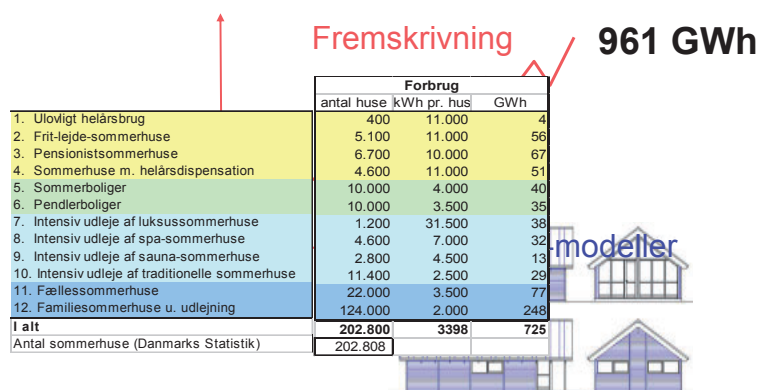 Fremskrivning 961 GWh
Forbrug
antal huse kWh pr. hus GWh
1. Ulovligt helårsbrug 400 11.000 4
2. Frit-lejde-sommerhuse 5.100 11.000 56
3. Pensionistsommerhuse 6.700 10.000 67
4. Sommerhuse m. helårsdispensation 4.600 11.000 51
5. Sommerboliger 10.000 4.000 40
6. Pendlerboliger 10.000 3.500 35
7. Intensiv udleje af luksussommerhuse 1.200 31.500 38
8. Intensiv udleje af spa-sommerhuse 4.600 7.000 32
-modeller
9. Intensiv udleje af sauna-sommerhuse 2.800 4.500 13
10. Intensiv udleje af traditionelle sommerhuse 11.400 2.500 29
11. Fællessommerhuse 22.000 3.500 77
12. Familiesommerhuse u. udlejning 124.000 2.000 248
I alt 202.800 3398 725
Antal sommerhuse (Danmarks Statistik) 202.808